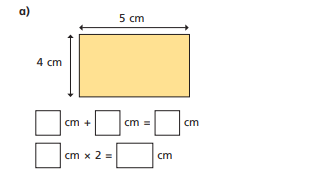 a)
5 cm
4 cm
cm + cm = cm
cm × 2 = cm